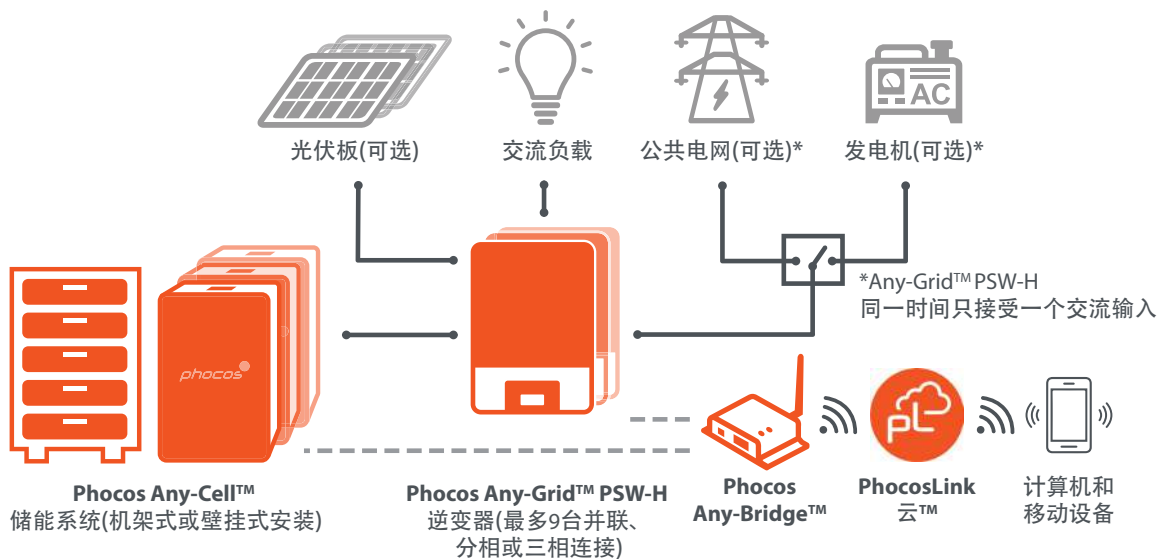 AC
光伏板(可选)
交流负载
公共电网(可选)*
发电机(可选)*
*Any-Grid™ PSW-H
同一时间只接受一个交流输入
phocos
pL
Phocos Any-Cell™
储能系统(机架式或壁挂式安装)
Phocos Any-Grid™ PSW-H
逆变器(最多9台并联、
分相或三相连接)
Phocos
Any-Bridge™
PhocosLink
云™
计算机和
移动设备